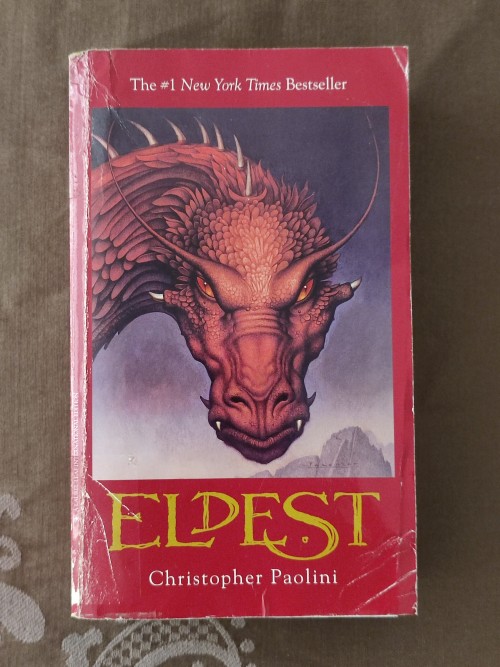 The #1 New York Times Bestseller
ELDEST
Christopher Paolini